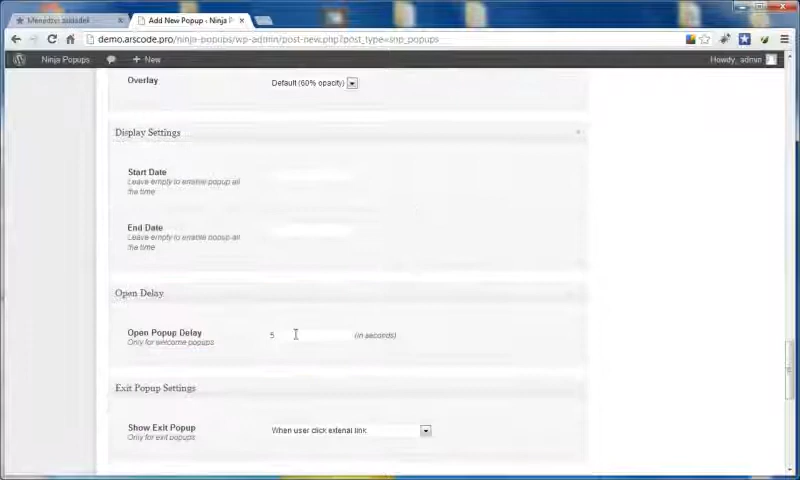 Add New Popup ‹ Ninja P
demo.arscode.pro/ninja-popups/wp-admin/post-new.php?post_type=snp_popups
Ninja Popups
New
Howdy, admin
Overlay
Default (60% opacity)
Display Settings
Start Date
Leave empty to enable popup all
the time
End Date
Leave empty to enable popup all
the time
Open Delay
Open Popup Delay
5
(in seconds)
Only for welcome popups
Exit Popup Settings
Show Exit Popup
When user click extenal link
Only for exit popups